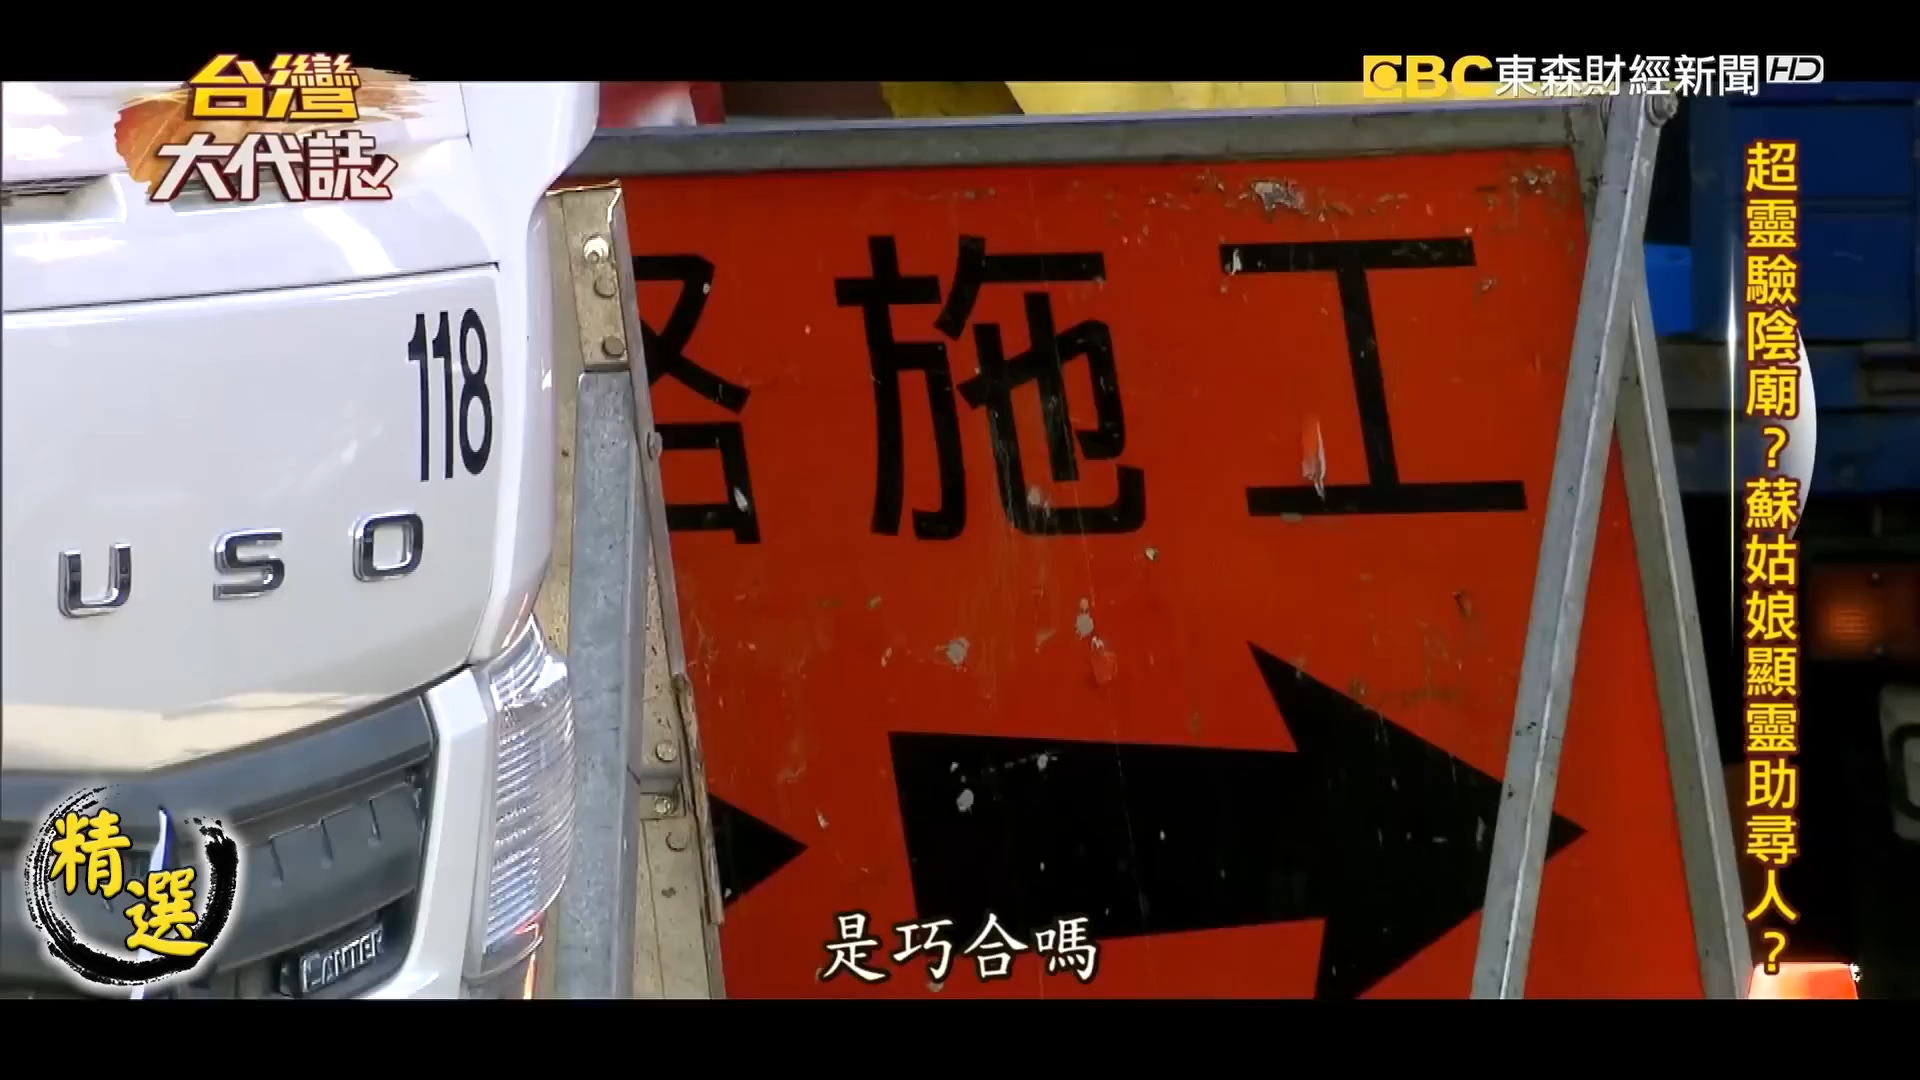 台灣
大代誌
EBC東森財經新聞HD
超靈驗陰廟？蘇姑娘顯靈助尋人？
118
USO
路施工
CANTER
精選
是巧合嗎